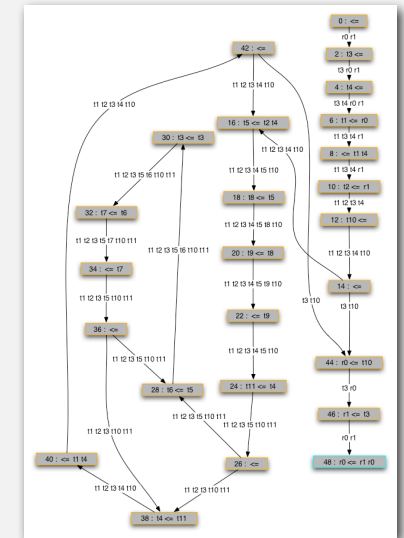 0 : <=
r0 r1
42 : <=
2 : t3 <=
t3 r0 r1
t1 t2 t3 t4 t10
4 : t4 <=
t3 t4 r0 r1
t1 t2 t3 t4 t10
16 : t5 <= t2 t4
6 : t1 <= r0
t1 t3 t4 r1
30 : t3 <= t3
t1 t2 t3 t4 t10
8 : <= t1 t4
t1 t3 t4 r1
t1 t2 t3 t5 t6 t10 t11
t1 t2 t3 t4 t5 t10
10 : t2 <= r1
t1 t2 t3 t4
18 : t8 <= t5
32 : t7 <= t6
12 : t10 <=
t1 t2 t3 t4 t5 t8 t10
t1 t2 t3 t5 t7 t10 t11
t1 t2 t3 t5 t6 t10 t11
20 : t9 <= t8
t1 t2 t3 t4 t10
34 : <= t7
14 : <=
t1 t2 t3 t4 t5 t9 t10
t1 t2 t3 t5 t10 t11
t3 t10
t3 t10
22 : <= t9
36 : <=
t1 t2 t3 t4 t5 t10
t1 t2 t3 t5 t10 t11
44 : r0 <= t10
28 : t6 <= t5
24 : t11 <= t4
t3 r0
t1 t2 t3 t5 t10 t11
46 : r1 <= t3
t1 t2 t3 t5 t10 t11
t1 t2 t3 t10 t11
r0 r1
40 : <= t1 t4
26 : <=
48 : r0 <= r1 r0
t1 t2 t3 t4 t10
t1 t2 t3 t10 t11
38 : t4 <= t11